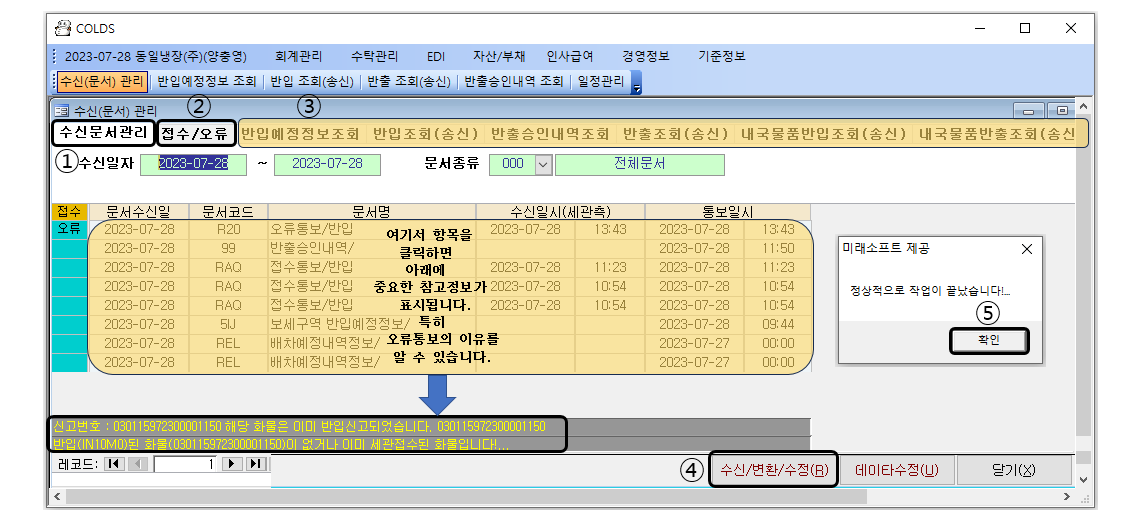 COLDS
2023-07-28 동일냉장(주)(양충영) 회계관리 수탁관리 EDI 자산/부채 인사급여 경영정보 기준정보
수신(문서) 관리 반입예정정보 조회 반입 조회(송신) 반출 조회(송신) 반출승인내역 조회 일정관리
수신(문서) 관리 ② ③
수신문서관리 접수/오류 반입예정정보조회 반입조회(송신) 반출승인내역조회 반출조회(송신) 내국물품반입조회(송신) 내국물품반출조회(송신
① 수신일자 2023-07-28 ~ 2023-07-28 문서종류 000 전체문서
접수 문서수신일 문서코드 문서명 수신일시(세관측) 통보일시
오류 2023-07-28 R20 오류통보/반입 2023-07-28 13:43 2023-07-28 13:43
2023-07-28 99 반출승인내역/ 2023-07-28 11:50
2023-07-28 RAQ 접수통보/반입 2023-07-28 11:23 2023-07-28 11:23
2023-07-28 RAQ 접수통보/반입 2023-07-28 10:54 2023-07-28 10:54
2023-07-28 RAQ 접수통보/반입 2023-07-28 10:54 2023-07-28 10:54
2023-07-28 5IJ 보세구역 반입예정정보/ 2023-07-28 09:44
2023-07-28 REL 배차예정내역정보/ 2023-07-27 00:00
2023-07-28 REL 배차예정내역정보/ 2023-07-27 00:00
여기서 항목을
클릭하면
아래에
중요한 참고정보가
표시됩니다.
특히
오류통보의 이유를
알 수 있습니다.
미래소프트 제공
정상적으로 작업이 끝났습니다!...
⑤
확인
신고번호 : 030115972300001150 해당 화물은 이미 반입신고되었습니다. 030115972300001150
반입(IN10M0)된 화물(030115972300001150)이 없거나 이미 세관접수된 화물입니다!...
레코드: 1 ④ 수신/변환/수정(R) 데이타수정(U) 닫기(X)